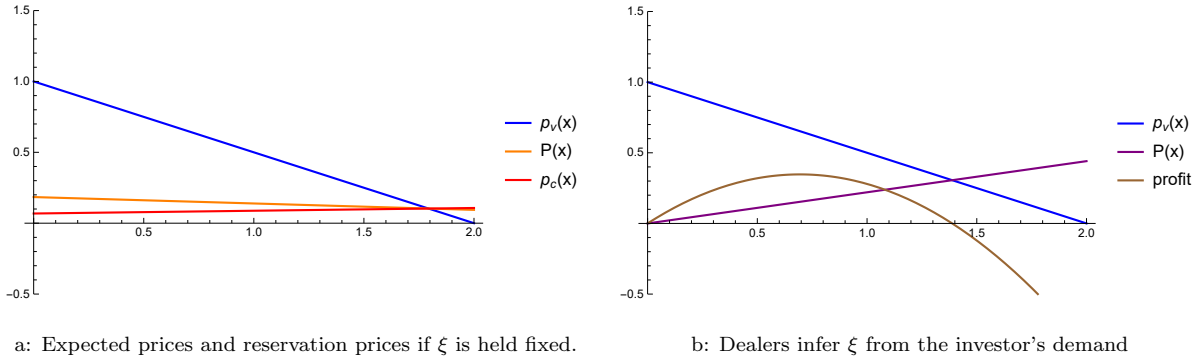 1.5
1.0
0.5
-0.5
0.5
1.0
1.5
2.0
p_v(x)
P(x)
p_c(x)
1.5
1.0
0.5
-0.5
0.5
1.0
1.5
2.0
p_v(x)
P(x)
profit
a: Expected prices and reservation prices if ξ is held fixed.
b: Dealers infer ξ from the investor's demand